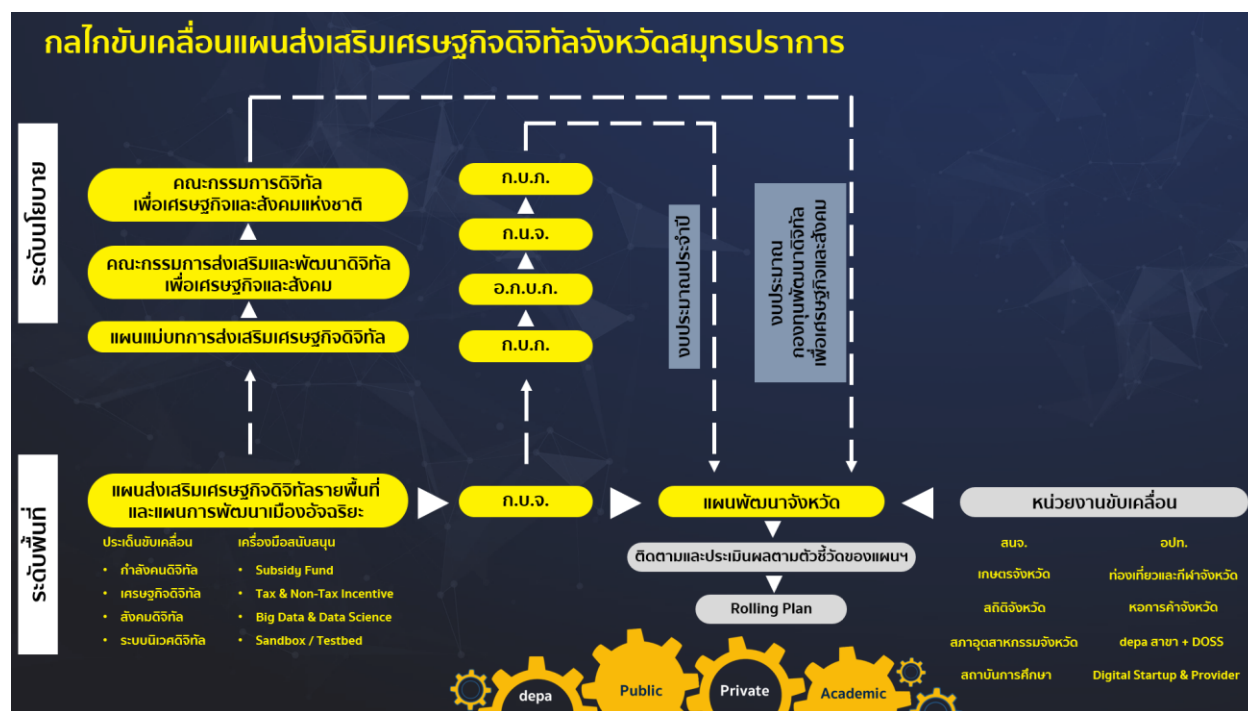 กลไกขับเคลื่อนแผนส่งเสริมเศรษฐกิจดิจิทัลจังหวัดสมุทรปราการ
ระดับนโยบาย
คณะกรรมการดิจิทัล
เพื่อเศรษฐกิจและสังคมแห่งชาติ
คณะกรรมการส่งเสริมและพัฒนาดิจิทัล
เพื่อเศรษฐกิจและสังคม
แผนแม่บทการส่งเสริมเศรษฐกิจดิจิทัล
ก.บ.ภ.
ก.น.จ.
อ.ก.บ.ภ.
ก.บ.ภ.
งบประมาณประจำปี
งบประมาณ
กองทุนพัฒนาดิจิทัล
เพื่อเศรษฐกิจและสังคม
ระดับพื้นที่
แผนส่งเสริมเศรษฐกิจดิจิทัลรายพื้นที่
และแผนการพัฒนาเมืองอัจฉริยะ
ก.บ.จ.
แผนพัฒนาจังหวัด
หน่วยงานขับเคลื่อน
ประเด็นขับเคลื่อน
• กำลังคนดิจิทัล
• เศรษฐกิจดิจิทัล
• สังคมดิจิทัล
• ระบบนิเวศดิจิทัล
เครื่องมือสนับสนุน
• Subsidy Fund
• Tax & Non-Tax Incentive
• Big Data & Data Science
• Sandbox / Testbed
ติดตามและประเมินผลตามตัวชี้วัดของแผนฯ
Rolling Plan
สนจ.
เกษตรจังหวัด
สถิติจังหวัด
สภาอุตสาหกรรมจังหวัด
สถาบันการศึกษา
อปท.
ท่องเที่ยวและกีฬาจังหวัด
หอการค้าจังหวัด
depa สาขา + DOSS
Digital Startup & Provider
depa
Public
Private
Academic